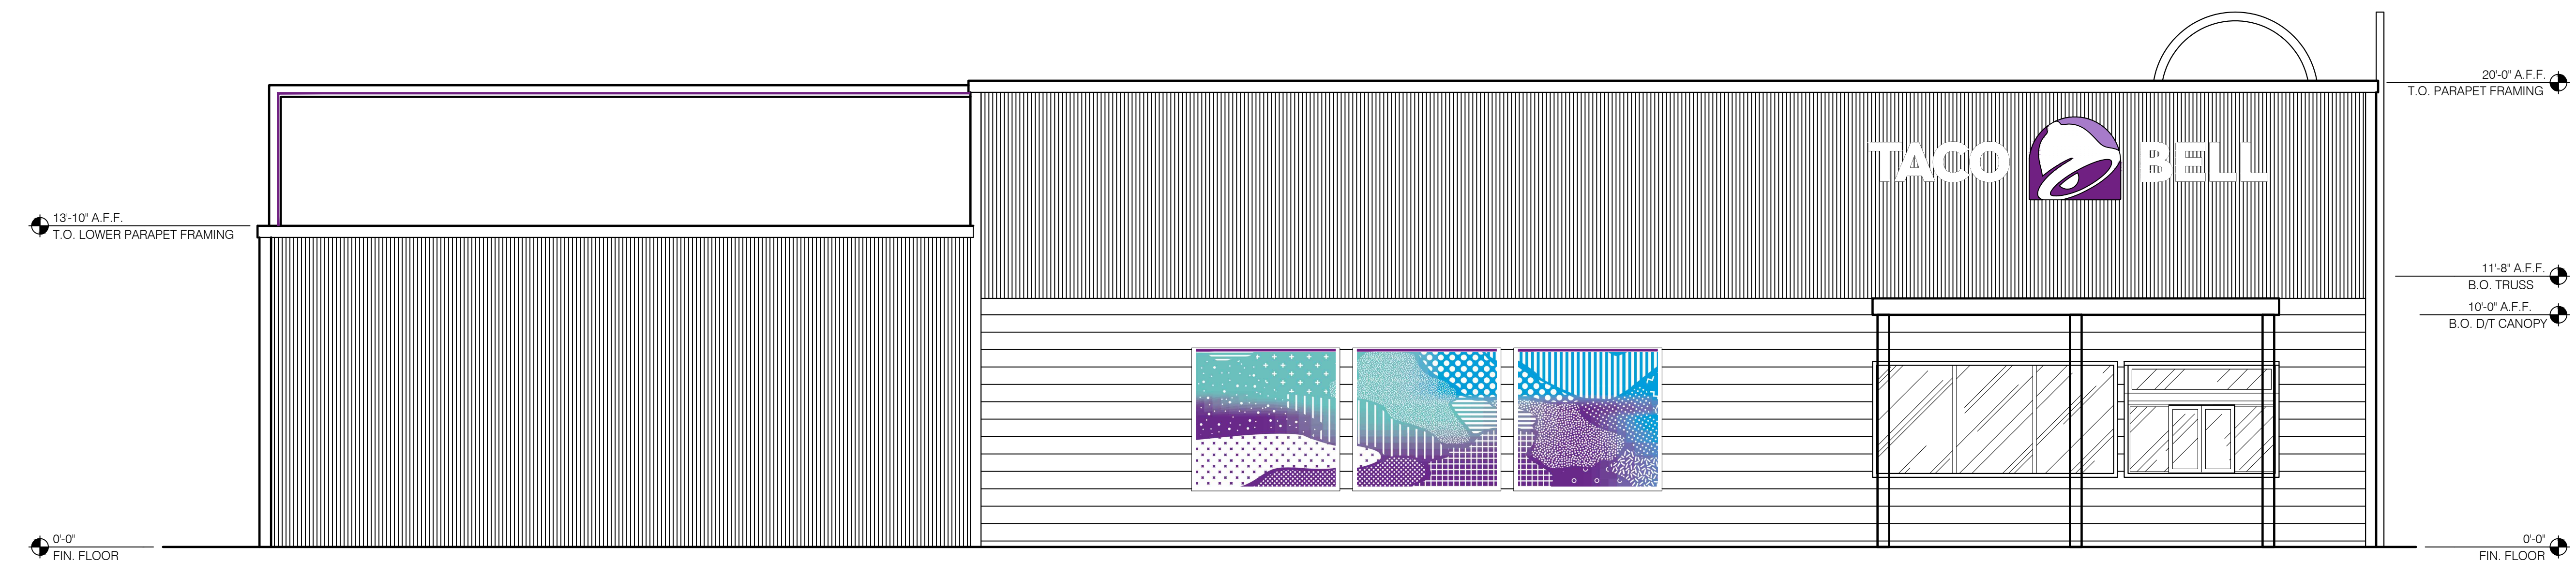 20'-0" A.F.F.
T.O. PARAPET FRAMING
TACO BELL
13'-10" A.F.F.
T.O. LOWER PARAPET FRAMING
11'-8" A.F.F.
B.O. TRUSS
10'-0" A.F.F.
B.O. D/T CANOPY
0'-0"
FIN. FLOOR
0'-0"
FIN. FLOOR